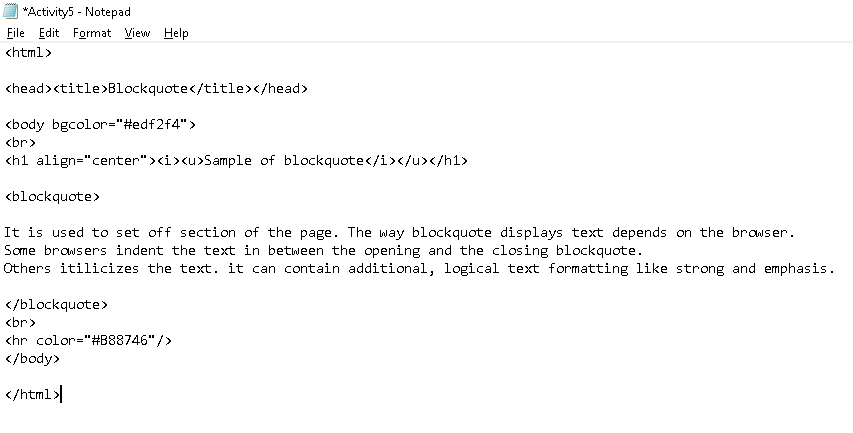 *Activity5 - Notepad
File Edit Format View Help
<html>
<head><title>Blockquote</title></head>
<body bgcolor="#edf2f4">
<br>
<h1 align="center"><i><u>Sample of blockquote</i></u></h1>
<blockquote>
It is used to set off section of the page. The way blockquote displays text depends on the browser.
Some browsers indent the text in between the opening and the closing blockquote.
Others itilicizes the text. it can contain additional, logical text formatting like strong and emphasis.
</blockquote>
<br>
<hr color="#B88746"/>
</body>
</html>